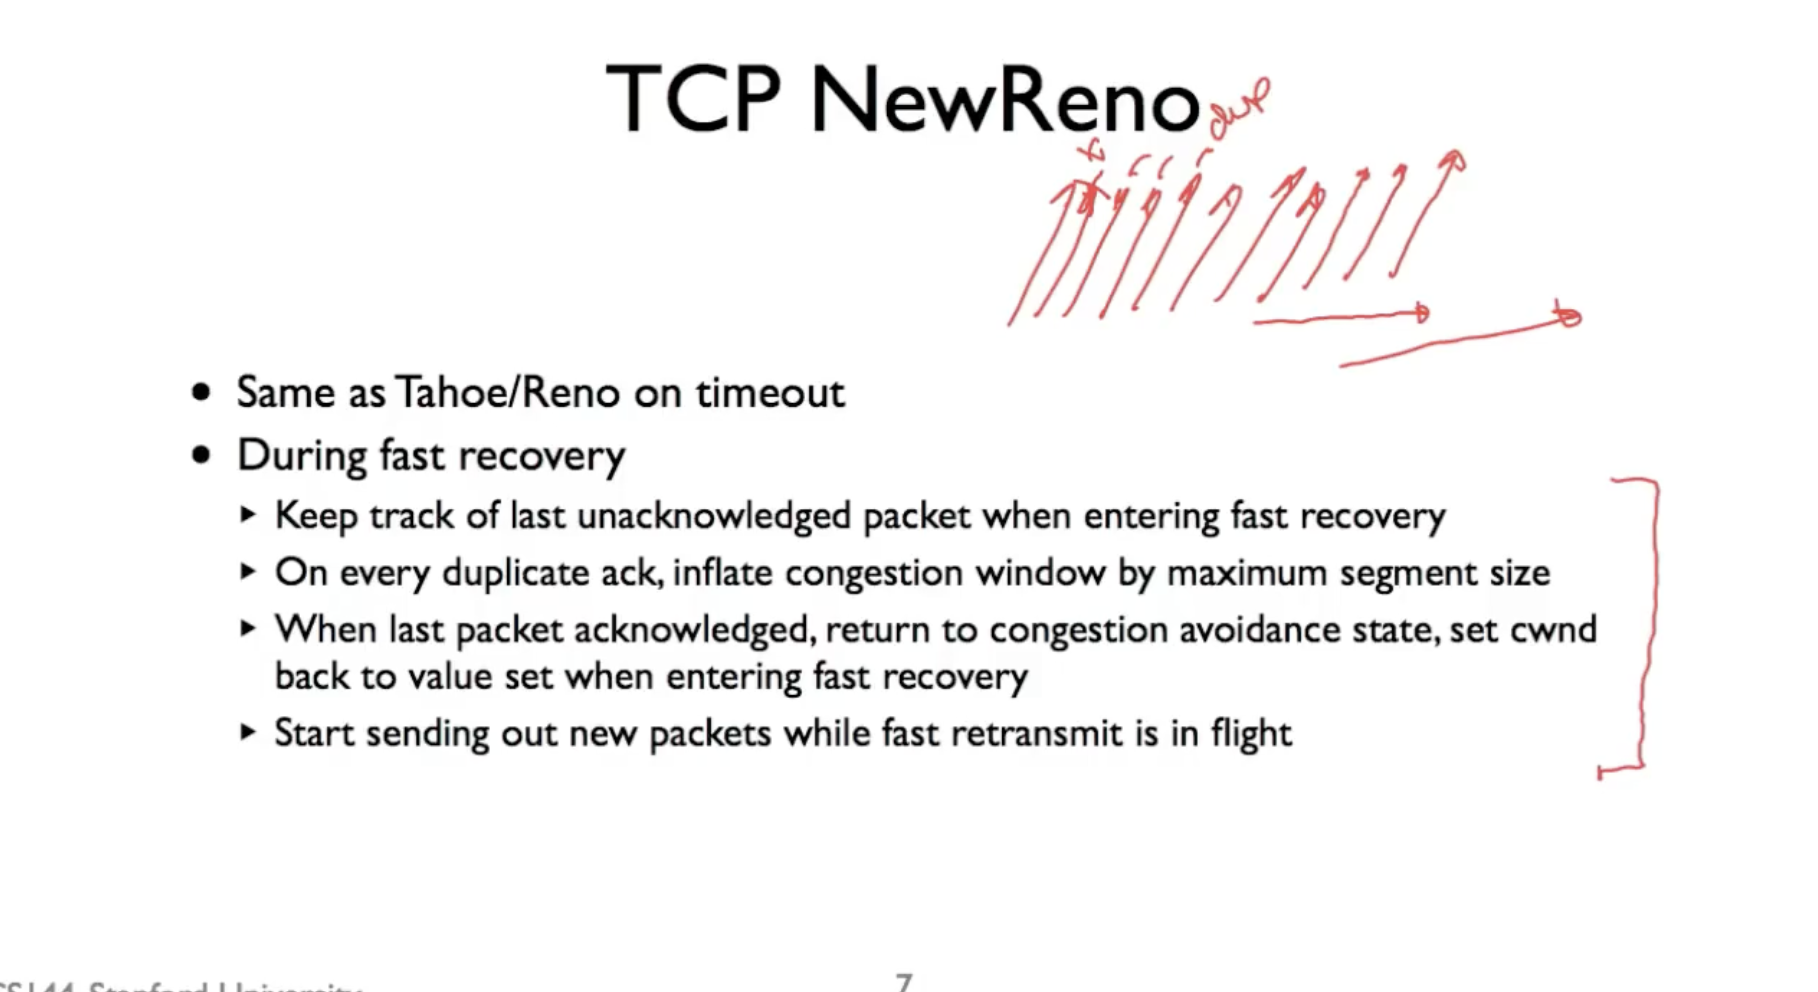 TCP NewReno
dup
• Same as Tahoe/Reno on timeout
• During fast recovery
‣ Keep track of last unacknowledged packet when entering fast recovery
‣ On every duplicate ack, inflate congestion window by maximum segment size
‣ When last packet acknowledged, return to congestion avoidance state, set cwnd
back to value set when entering fast recovery
‣ Start sending out new packets while fast retransmit is in flight
CS144, Stanford University
7